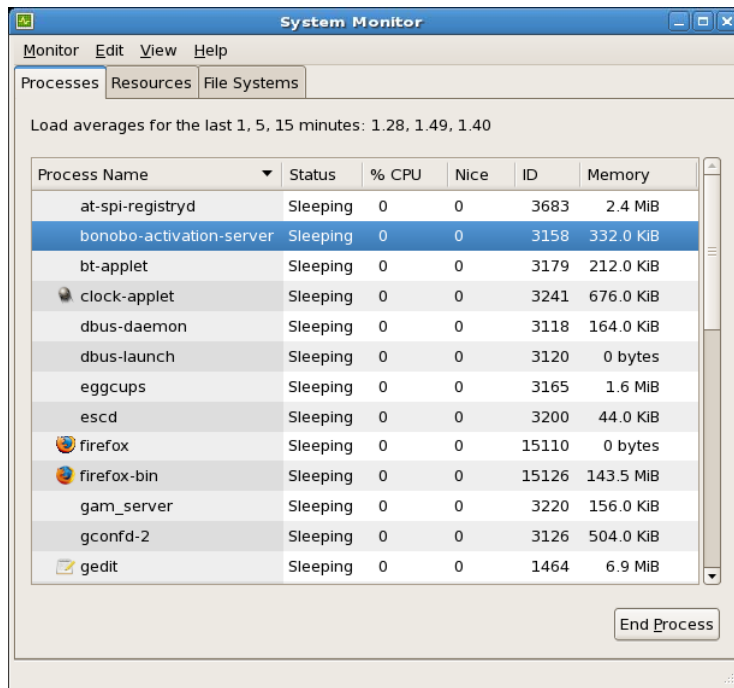 System Monitor
Monitor Edit View Help
Processes Resources File Systems
Load averages for the last 1, 5, 15 minutes: 1.28, 1.49, 1.40
Process Name Status % CPU Nice ID Memory
at-spi-registryd Sleeping 0 0 3683 2.4 MiB
bonobo-activation-server Sleeping 0 0 3158 332.0 KiB
bt-applet Sleeping 0 0 3179 212.0 KiB
clock-applet Sleeping 0 0 3241 676.0 KiB
dbus-daemon Sleeping 0 0 3118 164.0 KiB
dbus-launch Sleeping 0 0 3120 0 bytes
eggcups Sleeping 0 0 3165 1.6 MiB
escd Sleeping 0 0 3200 44.0 KiB
firefox Sleeping 0 0 15110 0 bytes
firefox-bin Sleeping 0 0 15126 143.5 MiB
gam_server Sleeping 0 0 3220 156.0 KiB
gconfd-2 Sleeping 0 0 3126 504.0 KiB
gedit Sleeping 0 0 1464 6.9 MiB
End Process